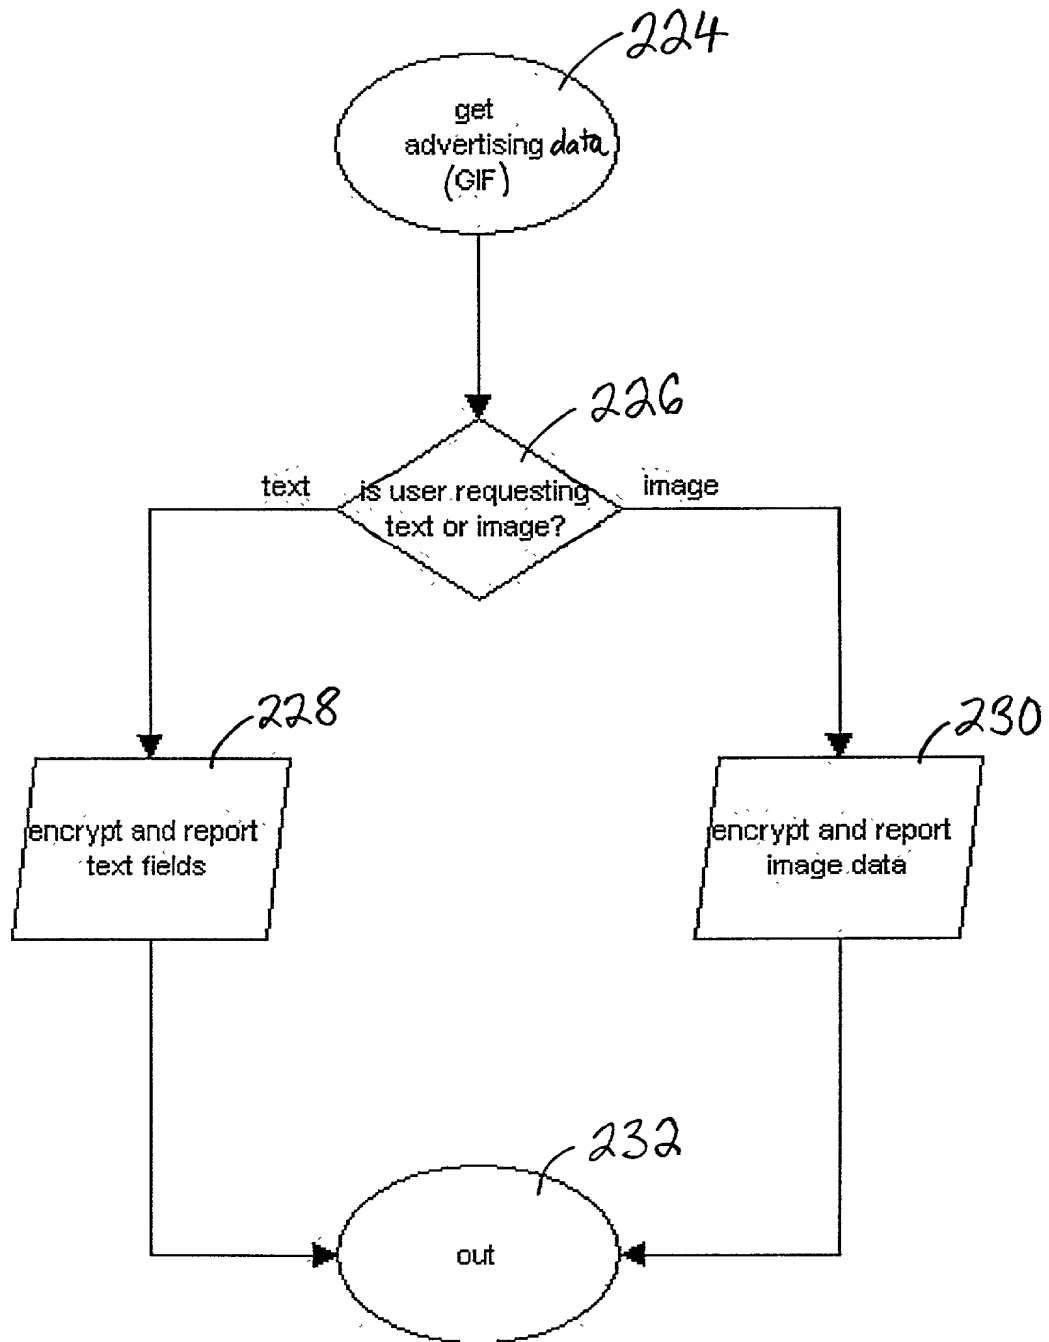 224
get
advertising data
(GIF)
226
text
is user requesting
text or image?
image
228
230
encrypt and report
text fields
encrypt and report
image data
232
out